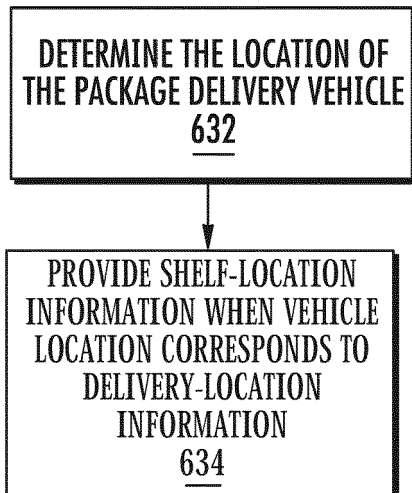 DETERMINE THE LOCATION OF
THE PACKAGE DELIVERY VEHICLE
632
PROVIDE SHELF-LOCATION
INFORMATION WHEN VEHICLE
LOCATION CORRESPONDS TO
DELIVERY-LOCATION
INFORMATION
634